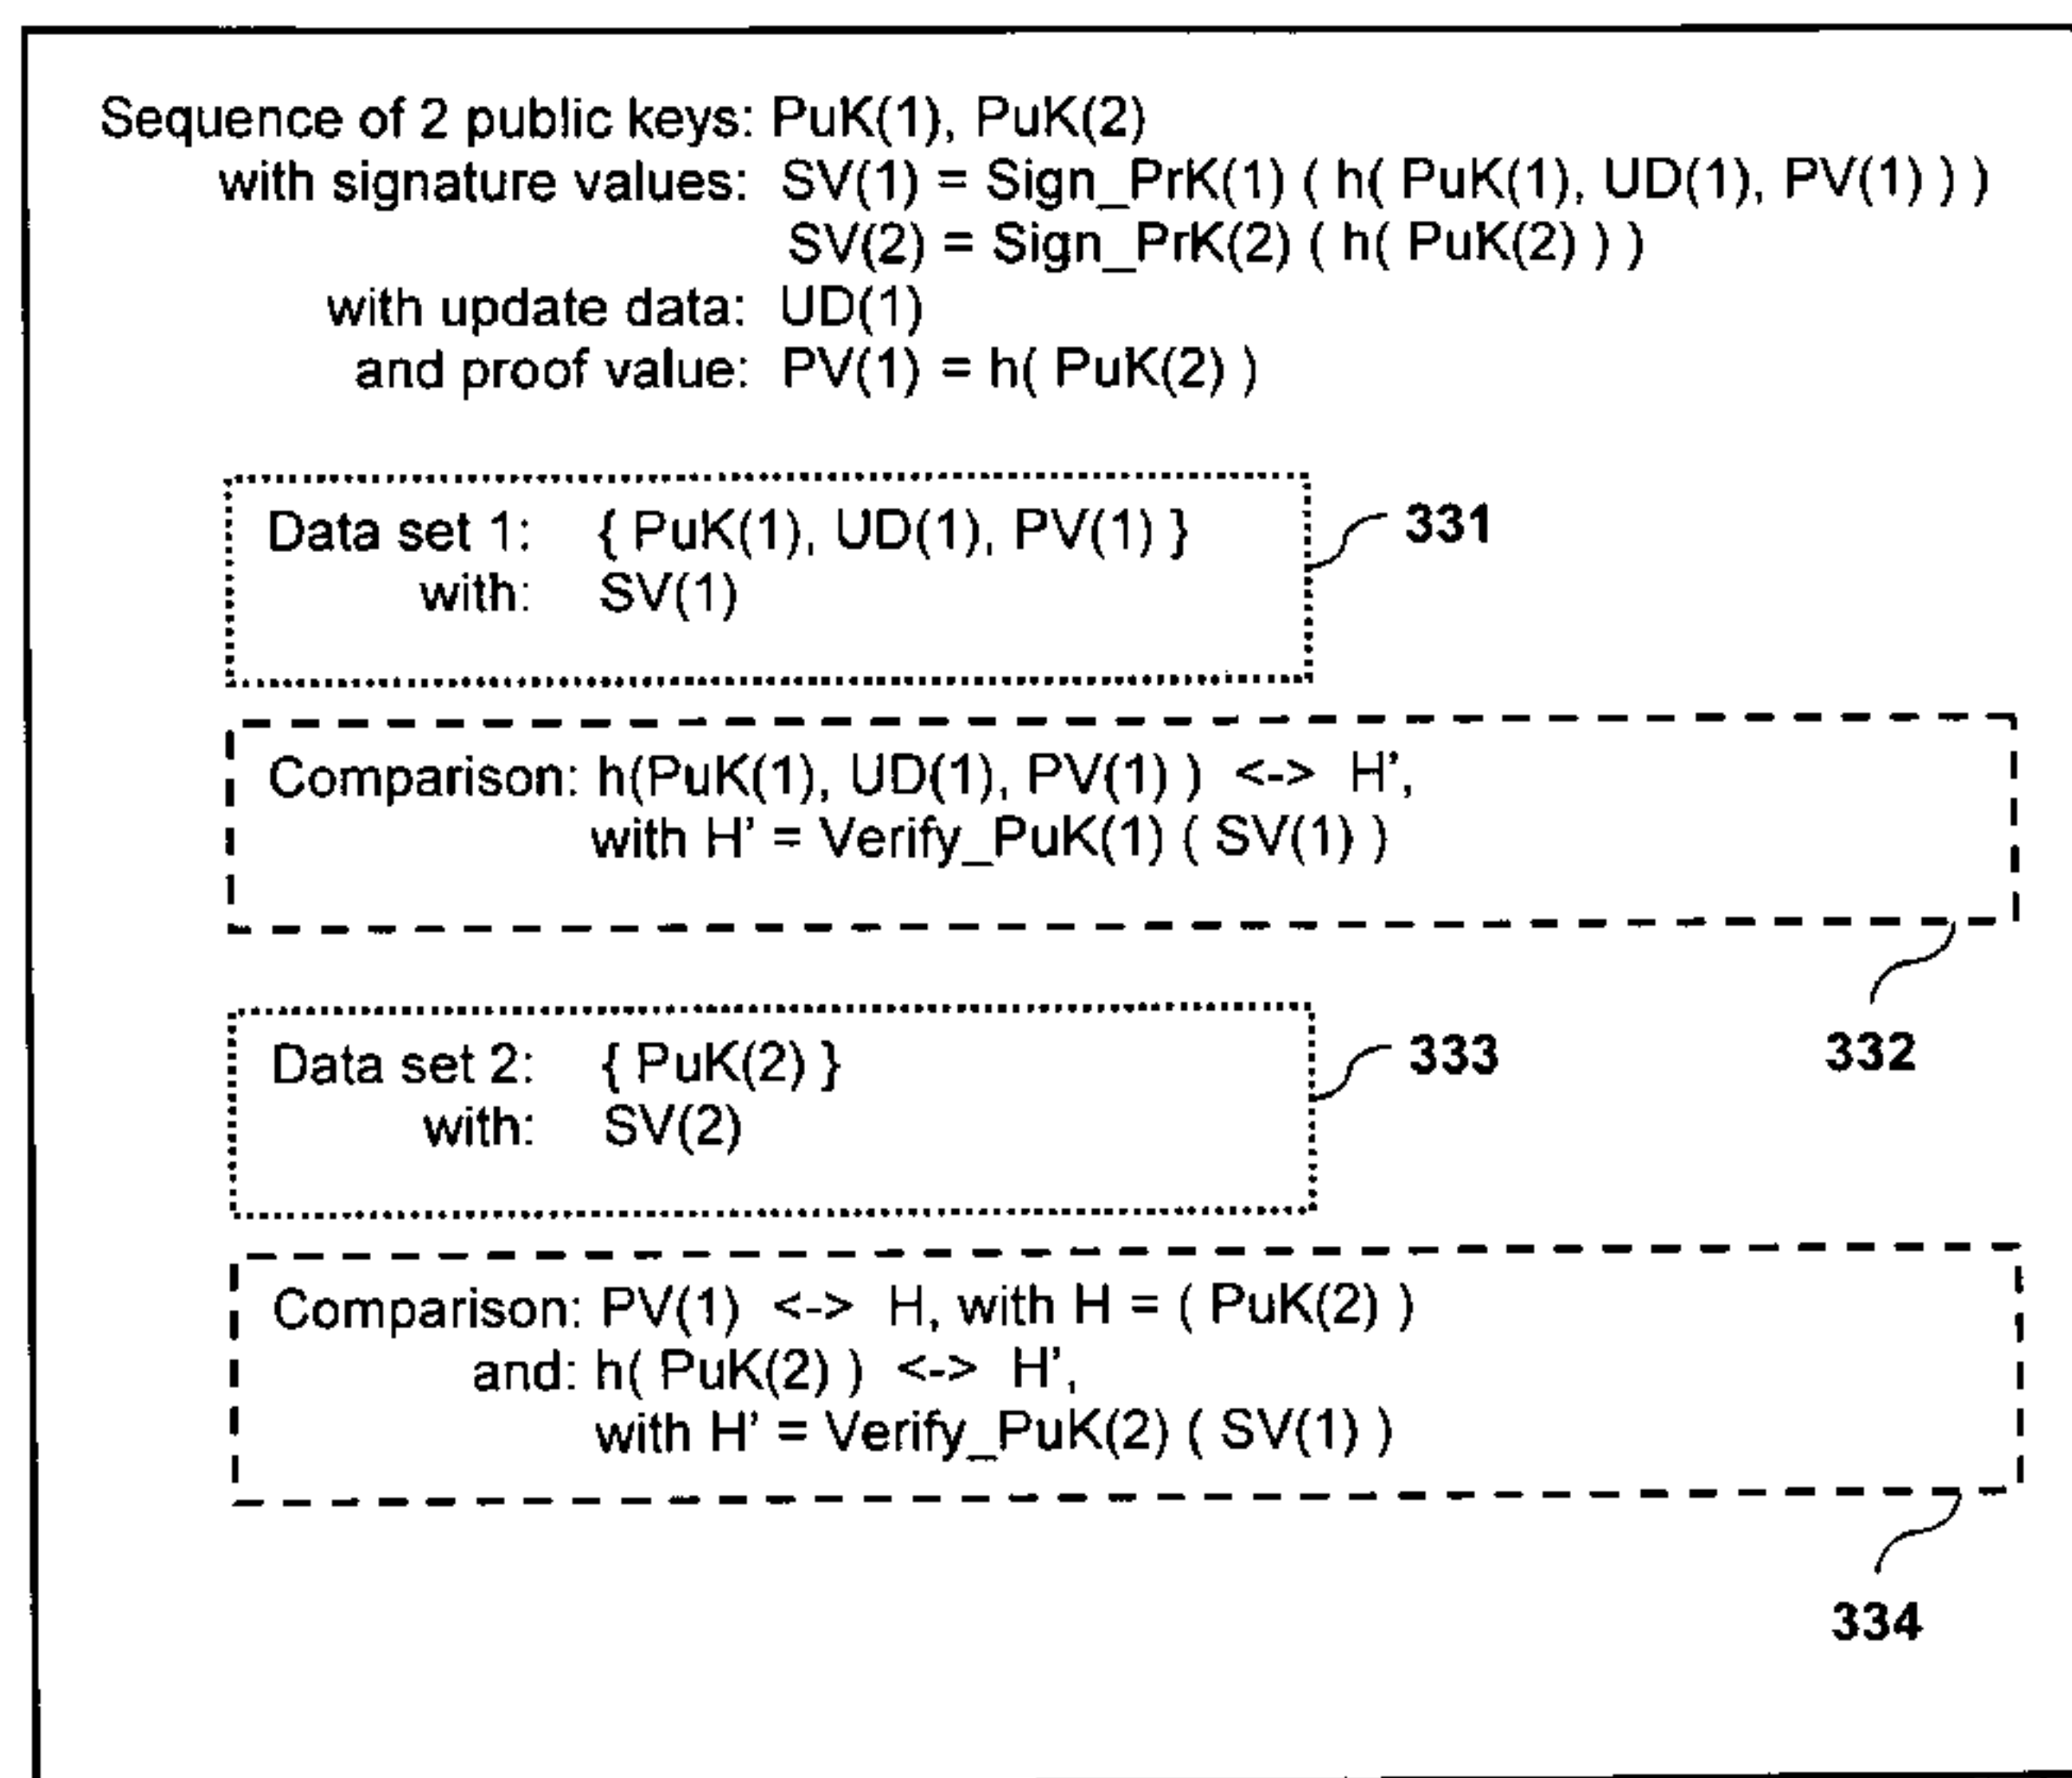 Sequence of 2 public keys: PuK(1), PuK(2)
with signature values: SV(1) = Sign_PrK(1) ( h( PuK(1), UD(1), PV(1) ) )
SV(2) = Sign_PrK(2) ( h( PuK(2) ) )
with update data: UD(1)
and proof value: PV(1) = h( PuK(2) )
Data set 1: { PuK(1), UD(1), PV(1) }
331
with: SV(1)
Comparison: h(PuK(1), UD(1), PV(1) ) <-> H’,
with H’ = Verify_PuK(1) ( SV(1) )
332
Data set 2: { PuK(2) }
333
with: SV(2)
Comparison: PV(1) <-> H, with H = ( PuK(2) )
and: h( PuK(2) ) <-> H’,
with H’ = Verify_PuK(2) ( SV(1) )
334